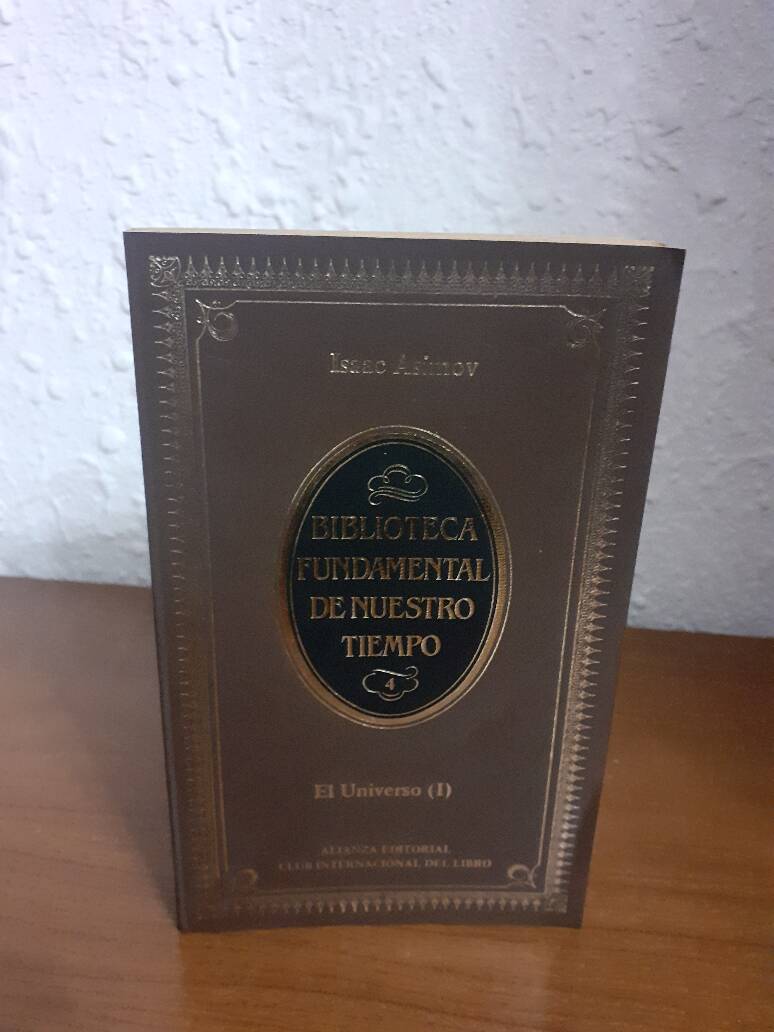 Isaac Asimov
BIBLIOTECA
FUNDAMENTAL
DE NUESTRO
TIEMPO
4
El Universo (I)
ALIANZA EDITORIAL
CLUB INTERNACIONAL DEL LIBRO